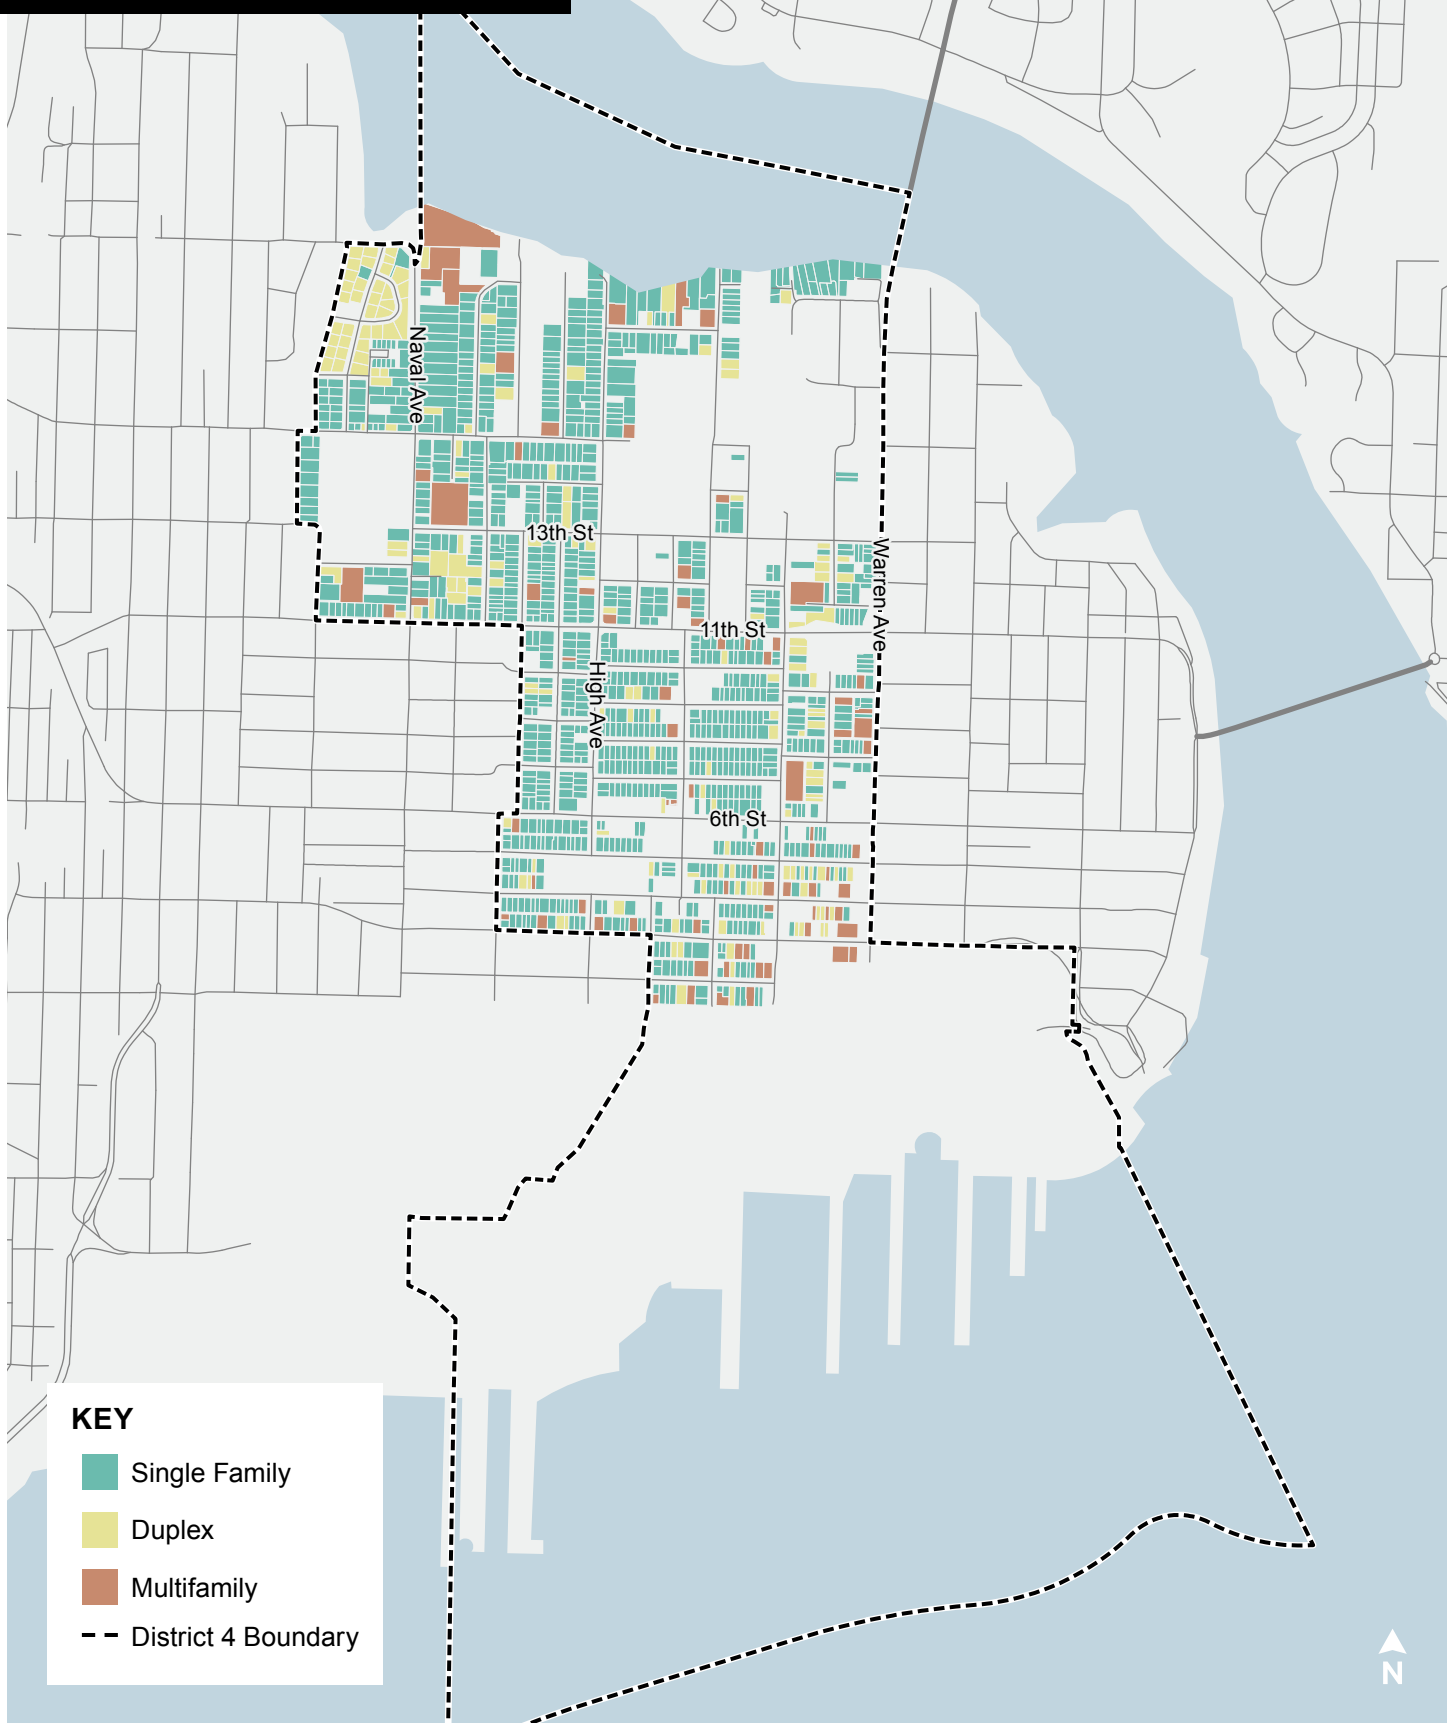 Naval Ave
13th St
Warren Ave
11th St
High Ave
6th St
KEY
Single Family
Duplex
Multifamily
District 4 Boundary
N